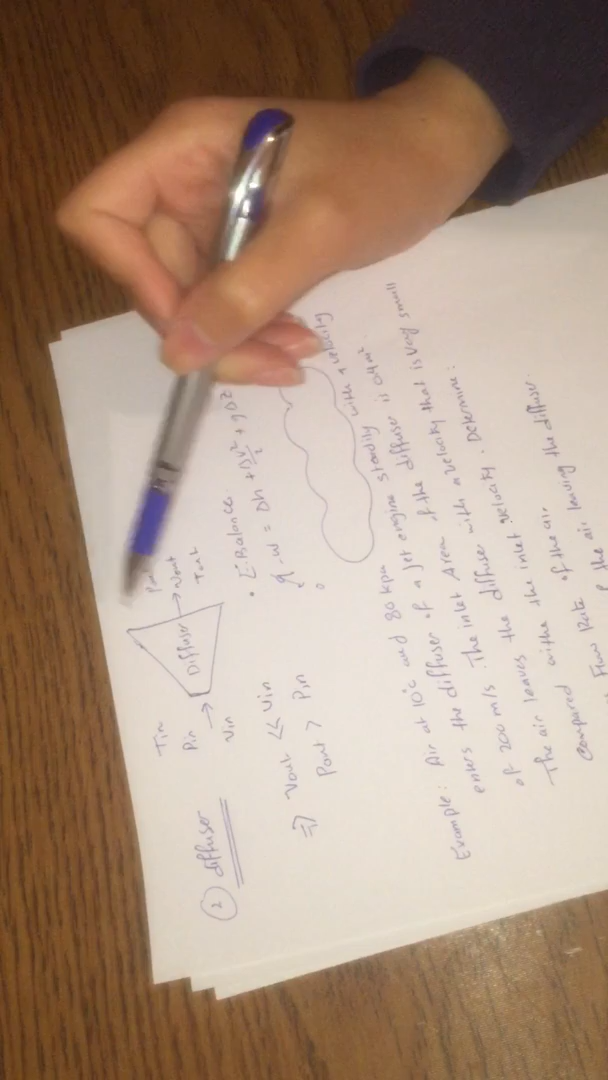 ② diffuser
Tin
Pin
Vin
Diffuser
Vout
Tout
⇒ Vout << Vin
Pout > Pin
• E. Balance.
q - w = Δh + ΔV²/2 + gΔz
Example: Air at 10°c and 80 kpa
enters the diffuser of a jet engine steadily with a velocity
of 200 m/s. The inlet Area of the diffuser is 0.4m².
The air leaves the diffuser with a velocity that is very small
Compared withe the inlet velocity. Determine:
Flow Rate of the air.
the air leaving the diffuser.